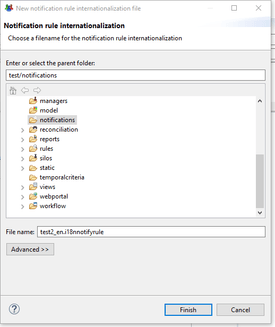 New notification rule internationalization file
Notification rule internationalization
Choose a filename for the notification rule internationalization
Enter or select the parent folder:
test/notifications
managers
model
notifications
reconciliation
reports
rules
silos
static
temporalcriteria
views
webportal
workflow
File name:
test2_en.i18nnotifyrule
Advanced >>
Finish
Cancel